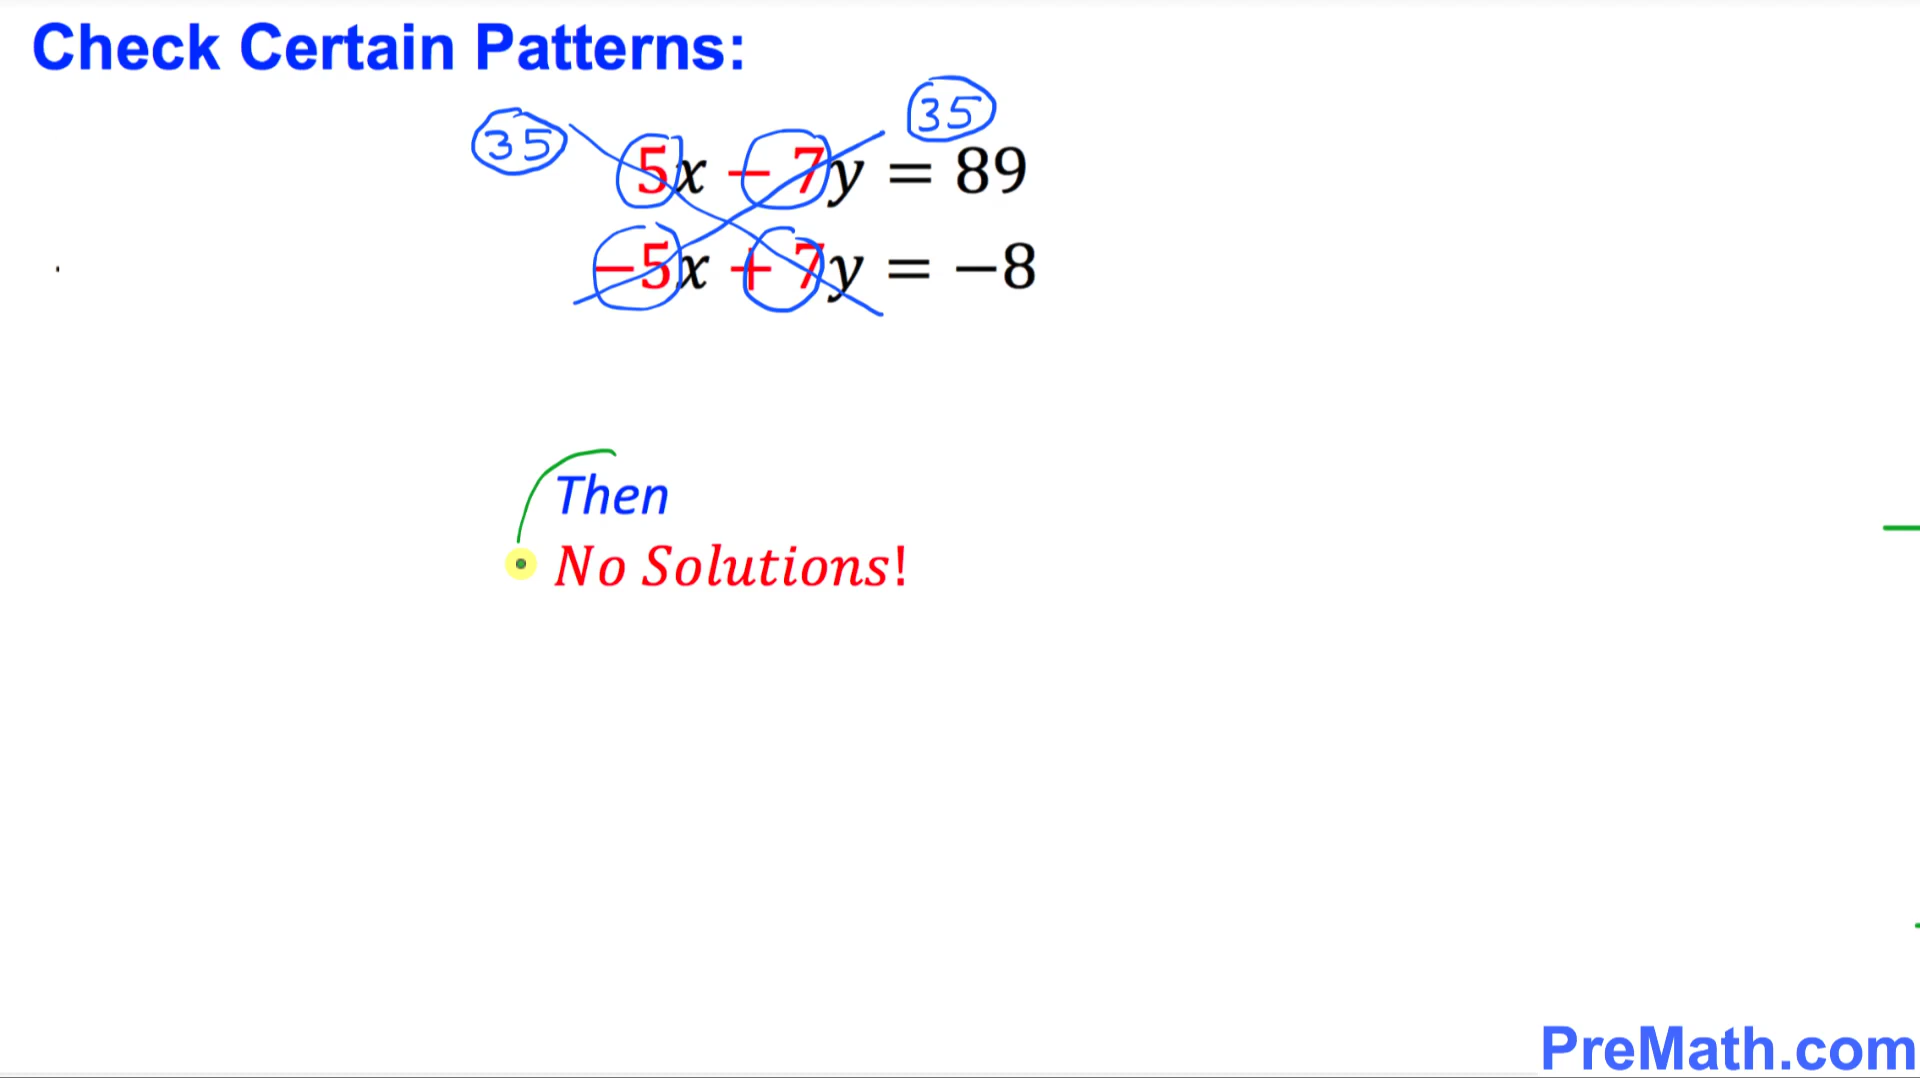 Check Certain Patterns:
35
35
5x − 7y = 89
−5x + 7y = −8
Then
No Solutions!
PreMath.com